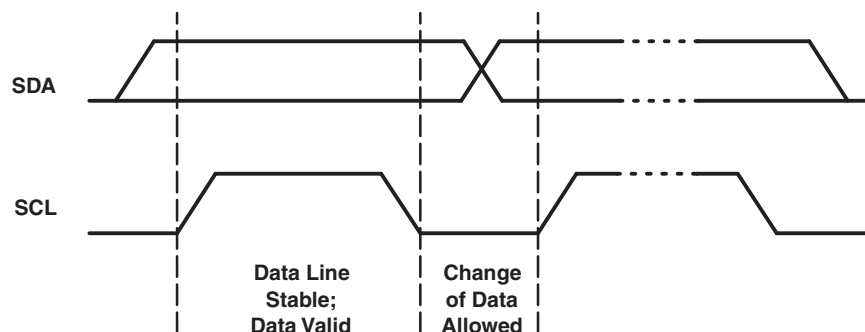 SDA
SCL
Data Line
Stable;
Data Valid
Change
of Data
Allowed